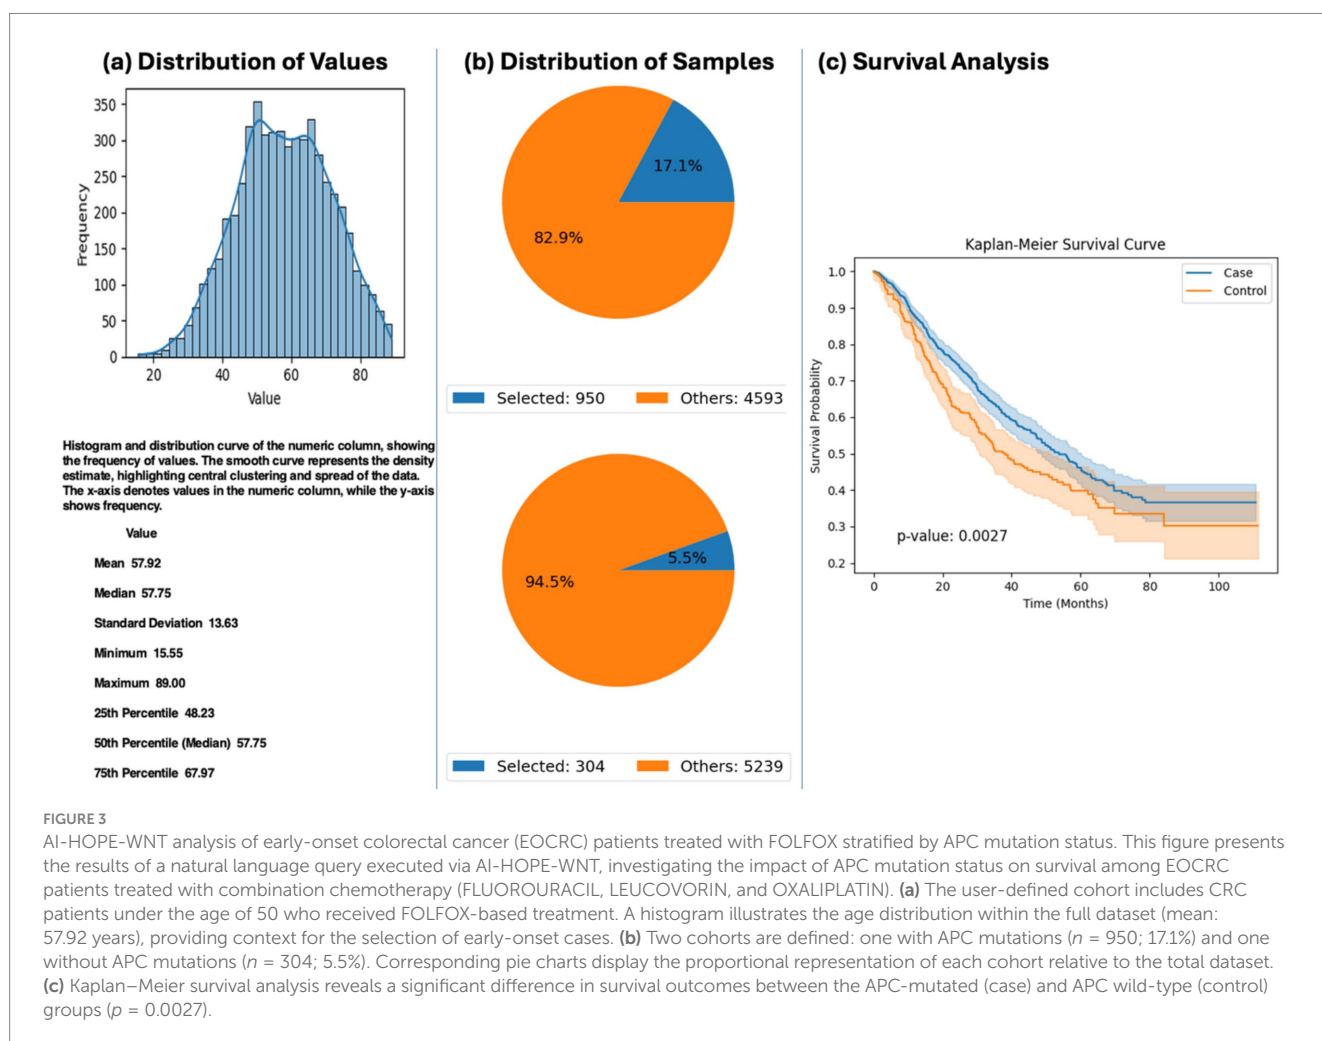 (a) Distribution of Values
350
300
250
200
150
100
50
0
Frequency
20 40 60 80
Value
Histogram and distribution curve of the numeric column, showing
the frequency of values. The smooth curve represents the density
estimate, highlighting central clustering and spread of the data.
The x-axis denotes values in the numeric column, while the y-axis
shows frequency.
Value
Mean 57.92
Median 57.75
Standard Deviation 13.63
Minimum 15.55
Maximum 89.00
25th Percentile 48.23
50th Percentile (Median) 57.75
75th Percentile 67.97
(b) Distribution of Samples
17.1%
82.9%
Selected: 950 Others: 4593
5.5%
94.5%
Selected: 304 Others: 5239
(c) Survival Analysis
Kaplan-Meier Survival Curve
Case
Control
1.0
0.9
0.8
0.7
0.6
0.5
0.4
0.3
0.2
Survival Probability
p-value: 0.0027
0 20 40 60 80 100
Time (Months)
FIGURE 3
AI-HOPE-WNT analysis of early-onset colorectal cancer (EOCRC) patients treated with FOLFOX stratified by APC mutation status. This figure presents
the results of a natural language query executed via AI-HOPE-WNT, investigating the impact of APC mutation status on survival among EOCRC
patients treated with combination chemotherapy (FLUOROURACIL, LEUCOVORIN, and OXALIPLATIN). (a) The user-defined cohort includes CRC
patients under the age of 50 who received FOLFOX-based treatment. A histogram illustrates the age distribution within the full dataset (mean:
57.92 years), providing context for the selection of early-onset cases. (b) Two cohorts are defined: one with APC mutations (n = 950; 17.1%) and one
without APC mutations (n = 304; 5.5%). Corresponding pie charts display the proportional representation of each cohort relative to the total dataset.
(c) Kaplan–Meier survival analysis reveals a significant difference in survival outcomes between the APC-mutated (case) and APC wild-type (control)
groups (p = 0.0027).